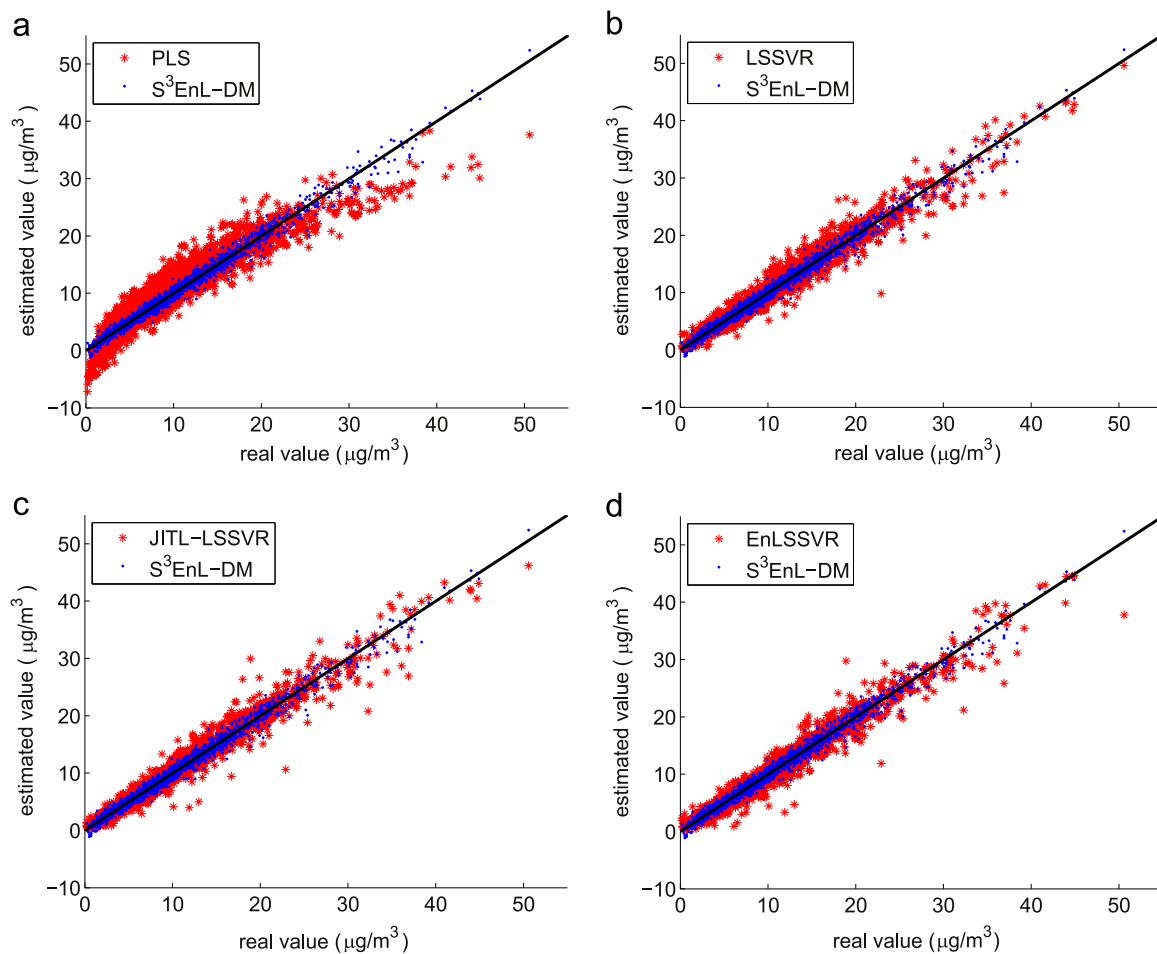 a
PLS
S³EnL−DM
50
40
30
20
10
0
−10
estimated value ( μg/m³)
0 10 20 30 40 50
real value (μg/m³)
b
LSSVR
S³EnL−DM
50
40
30
20
10
0
−10
estimated value ( μg/m³)
0 10 20 30 40 50
real value (μg/m³)
c
JITL−LSSVR
S³EnL−DM
50
40
30
20
10
0
−10
estimated value ( μg/m³)
0 10 20 30 40 50
real value (μg/m³)
d
EnLSSVR
S³EnL−DM
50
40
30
20
10
0
−10
estimated value ( μg/m³)
0 10 20 30 40 50
real value (μg/m³)